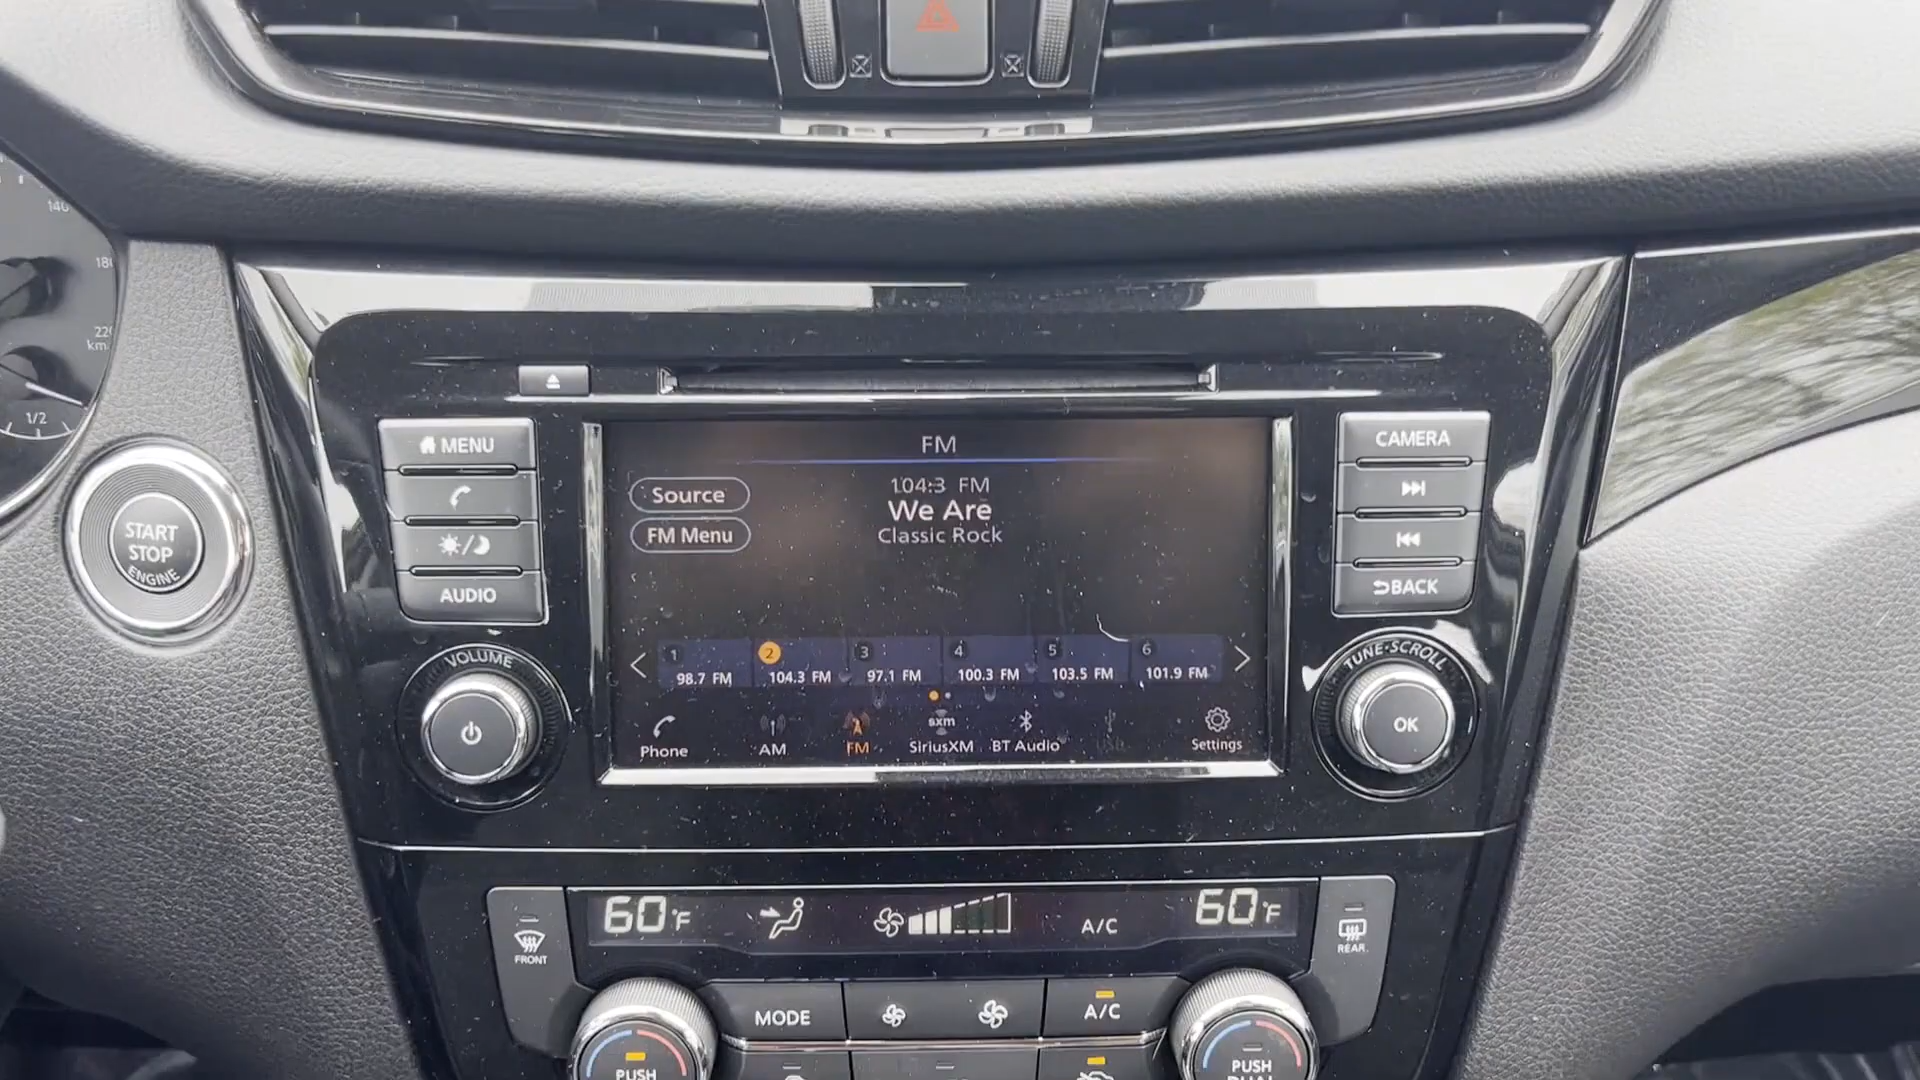 140
180
220
km
1/2
START
STOP
ENGINE
MENU
AUDIO
VOLUME
FM
Source
FM Menu
104.3 FM
We Are
Classic Rock
1
98.7 FM
2
104.3 FM
3
97.1 FM
4
100.3 FM
5
103.5 FM
6
101.9 FM
Phone
AM
FM
sxm
SiriusXM
BT Audio
USB
Settings
CAMERA
BACK
TUNE·SCROLL
OK
60°F
A/C
60°F
FRONT
REAR
MODE
A/C
PUSH
PUSH
DUAL